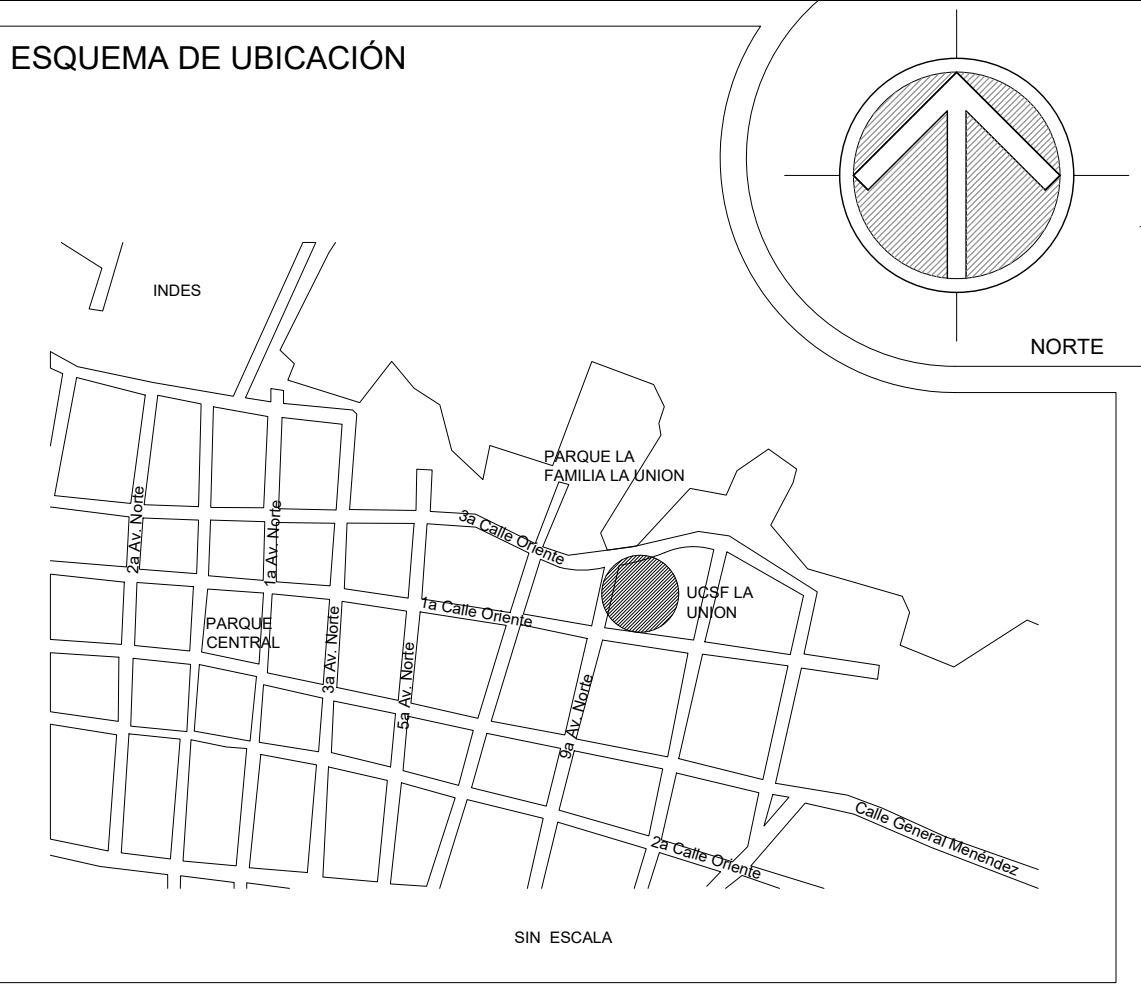 ESQUEMA DE UBICACIÓN
NORTE
INDES
PARQUE LA
FAMILIA LA UNION
2a Av. Norte
1a Av. Norte
3a Calle Oriente
UCSF LA
UNION
1a Calle Oriente
PARQUE
CENTRAL
3a Av. Norte
5a Av. Norte
9a Av. Norte
Calle General Menéndez
2a Calle Oriente
SIN ESCALA